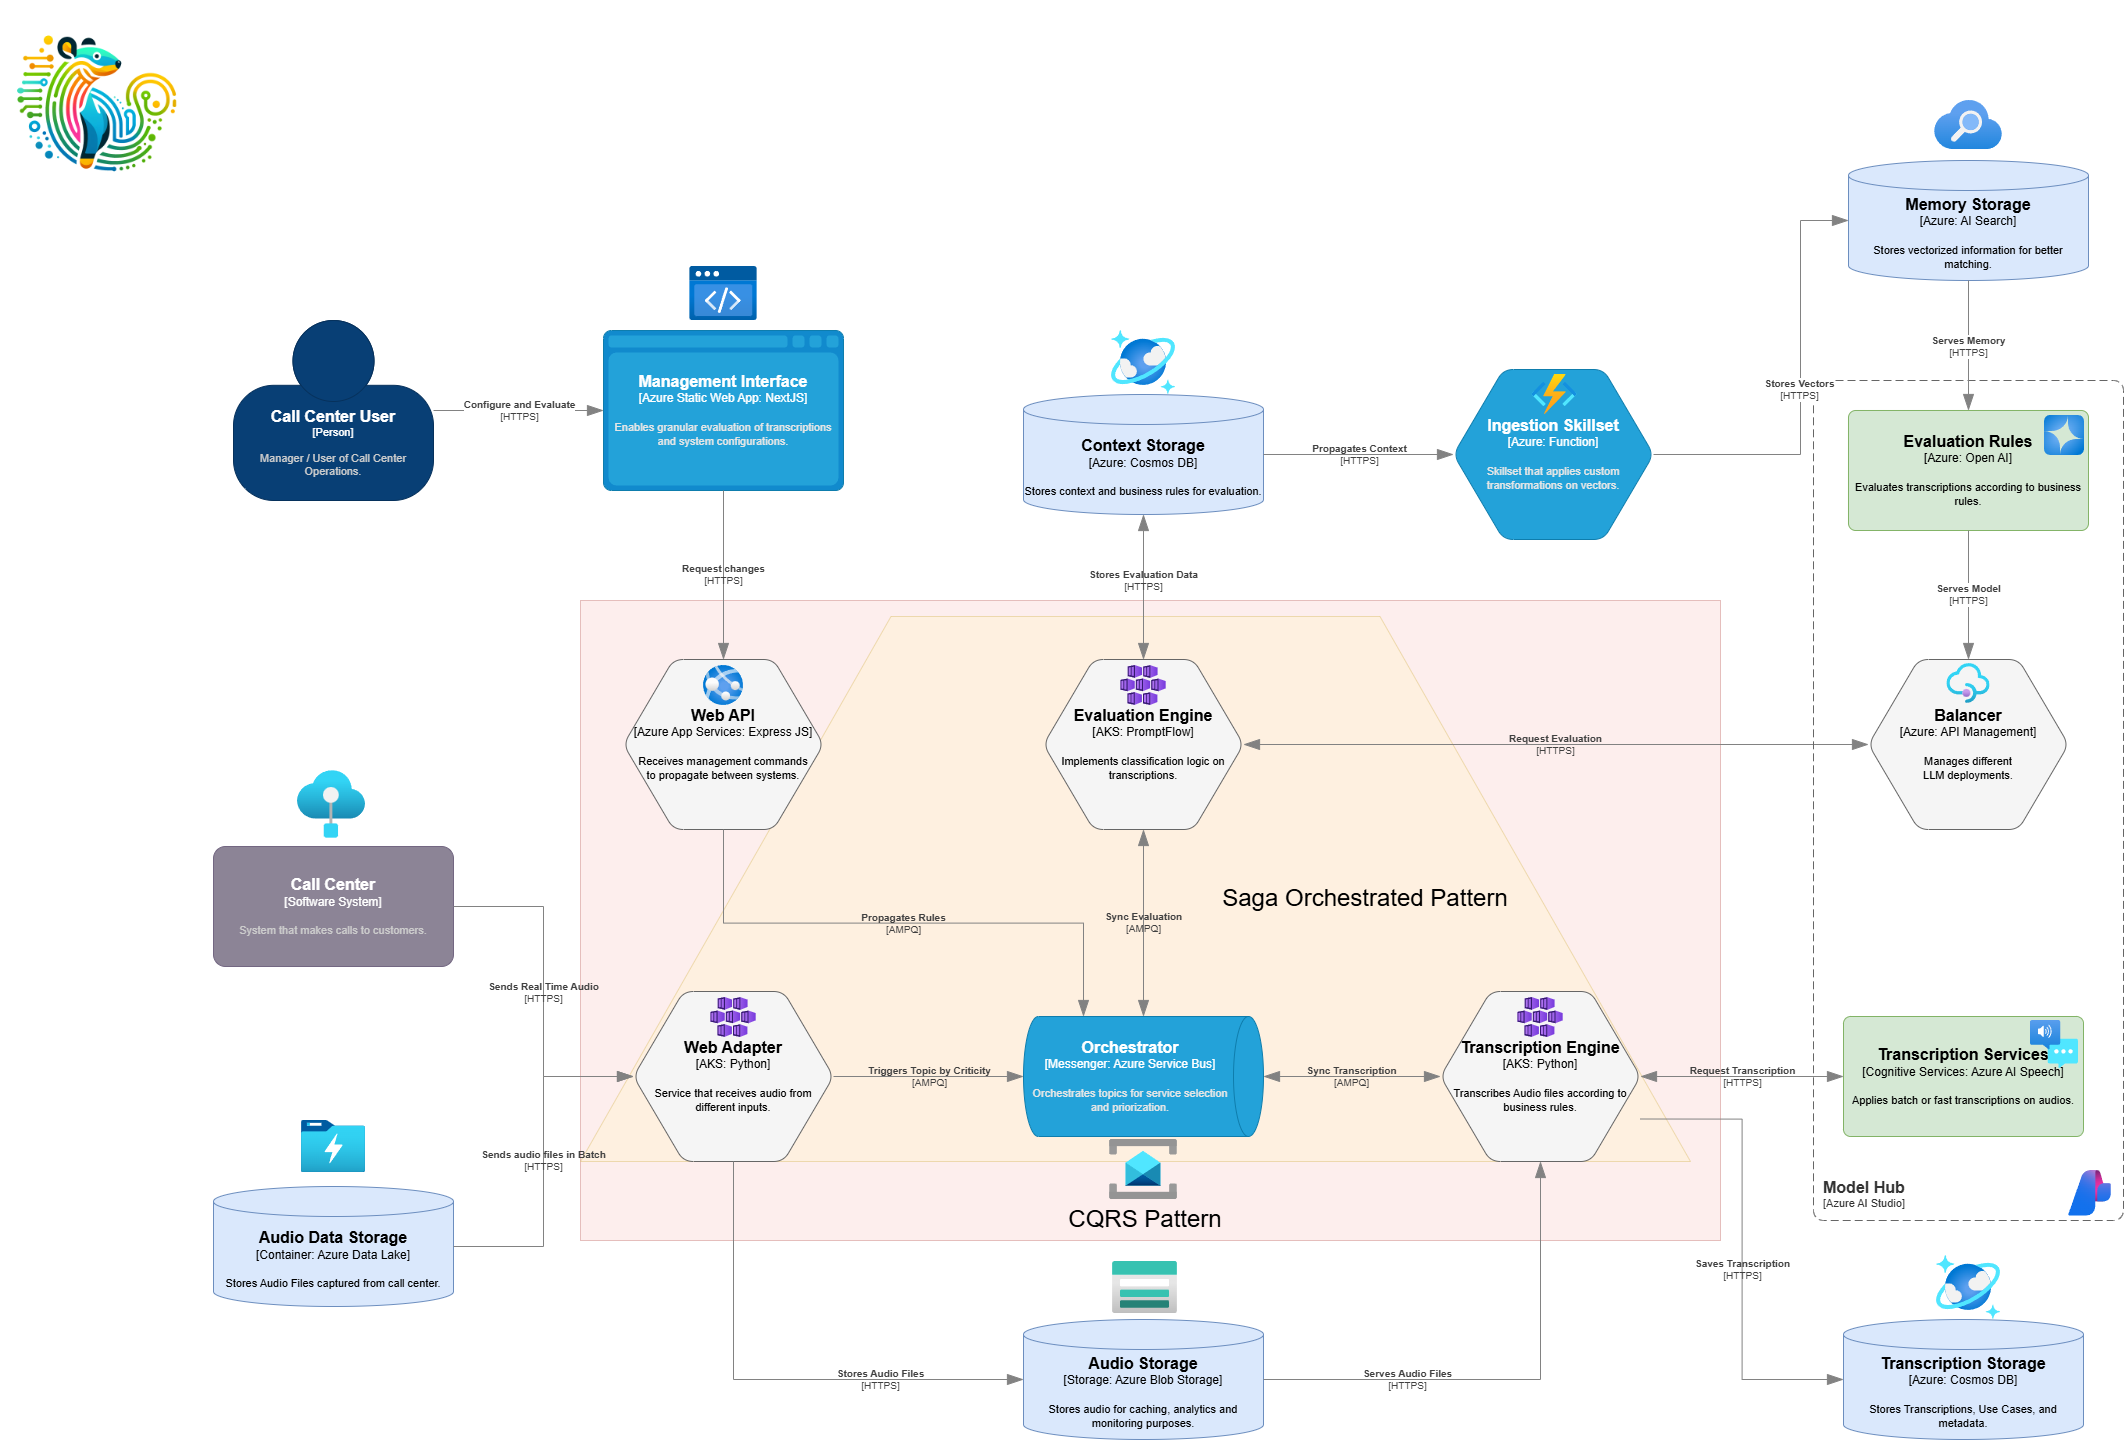 Memory Storage
[Azure: AI Search]
Stores vectorized information for better
matching.
Serves Memory
[HTTPS]
Stores Vectors
[HTTPS]
Call Center User
[Person]
Manager / User of Call Center
Operations.
Configure and Evaluate
[HTTPS]
Management Interface
[Azure Static Web App: NextJS]
Enables granular evaluation of transcriptions
and system configurations.
Context Storage
[Azure: Cosmos DB]
Stores context and business rules for evaluation.
Propagates Context
[HTTPS]
Ingestion Skillset
[Azure: Function]
Skillset that applies custom
transformations on vectors.
Evaluation Rules
[Azure: Open AI]
Evaluates transcriptions according to business
rules.
Request changes
[HTTPS]
Stores Evaluation Data
[HTTPS]
Serves Model
[HTTPS]
Web API
[Azure App Services: Express JS]
Receives management commands
to propagate between systems.
Evaluation Engine
[AKS: PromptFlow]
Implements classification logic on
transcriptions.
Request Evaluation
[HTTPS]
Balancer
[Azure: API Management]
Manages different
LLM deployments.
Call Center
[Software System]
System that makes calls to customers.
Propagates Rules
[AMPQ]
Sync Evaluation
[AMPQ]
Saga Orchestrated Pattern
Sends Real Time Audio
[HTTPS]
Web Adapter
[AKS: Python]
Service that receives audio from
different inputs.
Triggers Topic by Criticity
[AMPQ]
Orchestrator
[Messenger: Azure Service Bus]
Orchestrates topics for service selection
and priorization.
Sync Transcription
[AMPQ]
Transcription Engine
[AKS: Python]
Transcribes Audio files according to
business rules.
Request Transcription
[HTTPS]
Transcription Services
[Cognitive Services: Azure AI Speech]
Applies batch or fast transcriptions on audios.
Sends audio files in Batch
[HTTPS]
Model Hub
[Azure AI Studio]
CQRS Pattern
Audio Data Storage
[Container: Azure Data Lake]
Stores Audio Files captured from call center.
Saves Transcription
[HTTPS]
Stores Audio Files
[HTTPS]
Audio Storage
[Storage: Azure Blob Storage]
Stores audio for caching, analytics and
monitoring purposes.
Serves Audio Files
[HTTPS]
Transcription Storage
[Azure: Cosmos DB]
Stores Transcriptions, Use Cases, and
metadata.